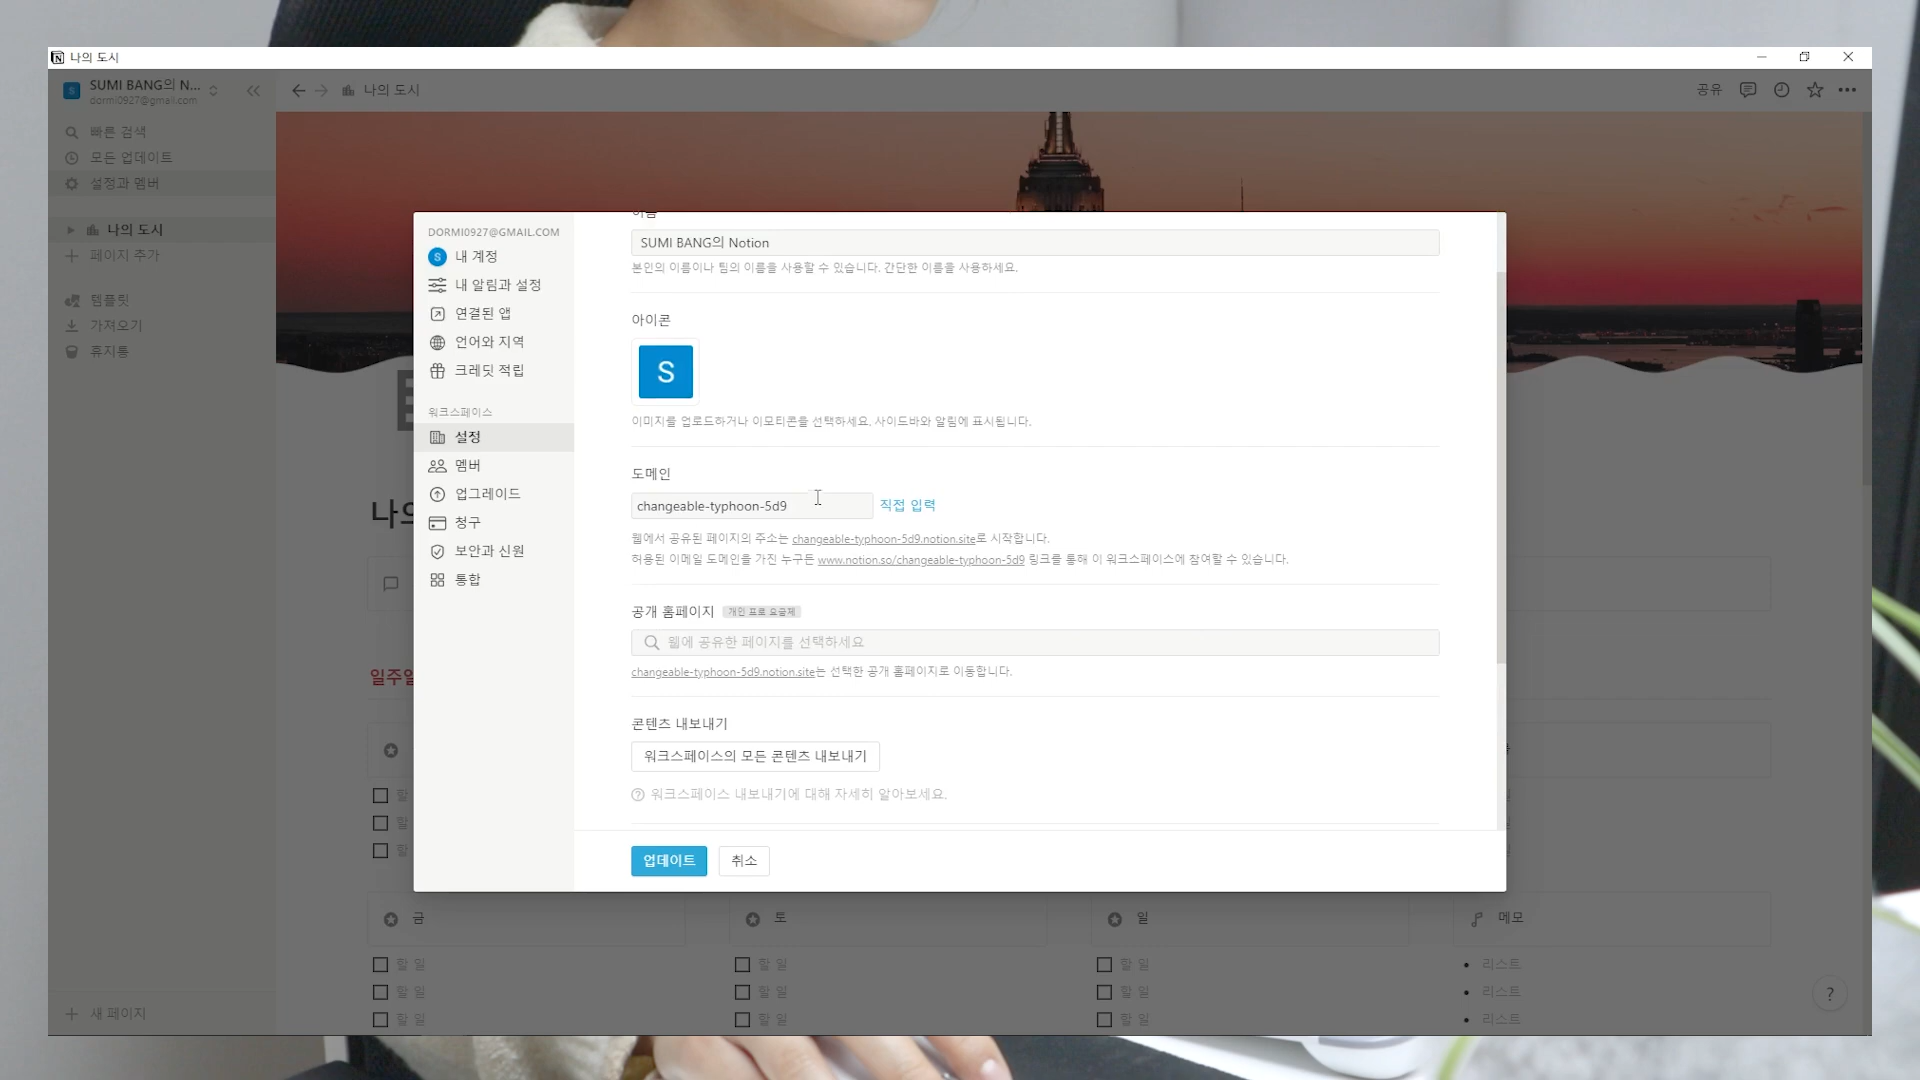 나의 도시
SUMI BANG의 N...
dormi0927@gmail.com
나의 도시
공유
빠른 검색
모든 업데이트
설정과 멤버
나의 도시
페이지 추가
템플릿
가져오기
휴지통
새 페이지
DORMI0927@GMAIL.COM
S 내 계정
내 알림과 설정
연결된 앱
언어와 지역
크레딧 적립
워크스페이스
설정
멤버
업그레이드
청구
보안과 신원
통합
이름
SUMI BANG의 Notion
본인의 이름이나 팀의 이름을 사용할 수 있습니다. 간단한 이름을 사용하세요.
아이콘
S
이미지를 업로드하거나 이모티콘을 선택하세요. 사이드바와 알림에 표시됩니다.
도메인
changeable-typhoon-5d9 직접 입력
웹에서 공유된 페이지의 주소는 changeable-typhoon-5d9.notion.site로 시작합니다.
허용된 이메일 도메인을 가진 누구든 www.notion.so/changeable-typhoon-5d9 링크를 통해 이 워크스페이스에 참여할 수 있습니다.
공개 홈페이지 개인 프로 요금제
웹에 공유한 페이지를 선택하세요
changeable-typhoon-5d9.notion.site는 선택한 공개 홈페이지로 이동합니다.
콘텐츠 내보내기
워크스페이스의 모든 콘텐츠 내보내기
워크스페이스 내보내기에 대해 자세히 알아보세요.
업데이트 취소
일주일
금 토 일 메모
할 일 할 일 할 일 리스트
할 일 할 일 할 일 리스트
할 일 할 일 할 일 리스트
?